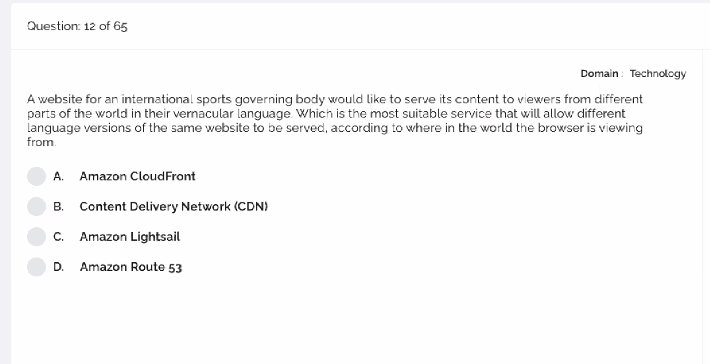 Question: 12 of 65
Domain : Technology
A website for an international sports governing body would like to serve its content to viewers from different
parts of the world in their vernacular language. Which is the most suitable service that will allow different
language versions of the same website to be served, according to where in the world the browser is viewing
from.
A. Amazon CloudFront
B. Content Delivery Network (CDN)
C. Amazon Lightsail
D. Amazon Route 53